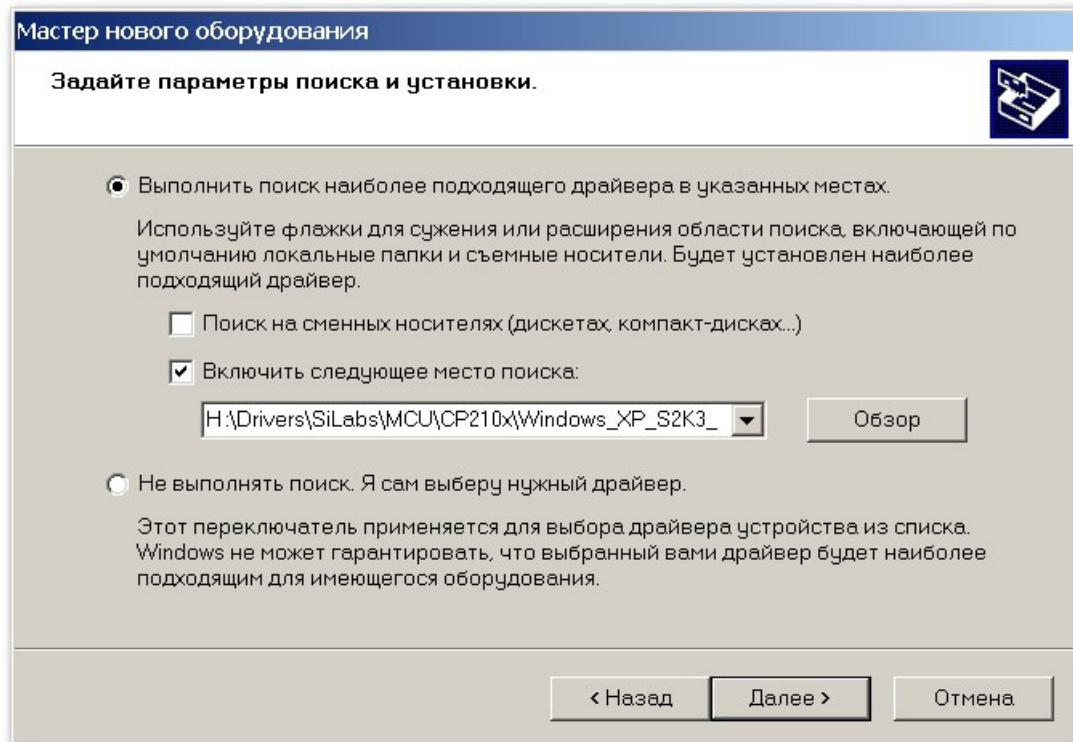 Мастер нового оборудования
Задайте параметры поиска и установки.
Выполнить поиск наиболее подходящего драйвера в указанных местах.
Используйте флажки для сужения или расширения области поиска, включающей по
умолчанию локальные папки и съемные носители. Будет установлен наиболее
подходящий драйвер.
Поиск на сменных носителях (дискетах, компакт-дисках...)
Включить следующее место поиска:
H:\Drivers\SiLabs\MCU\CP210x\Windows_XP_S2K3_
Обзор
Не выполнять поиск. Я сам выберу нужный драйвер.
Этот переключатель применяется для выбора драйвера устройства из списка.
Windows не может гарантировать, что выбранный вами драйвер будет наиболее
подходящим для имеющегося оборудования.
< Назад Далее > Отмена